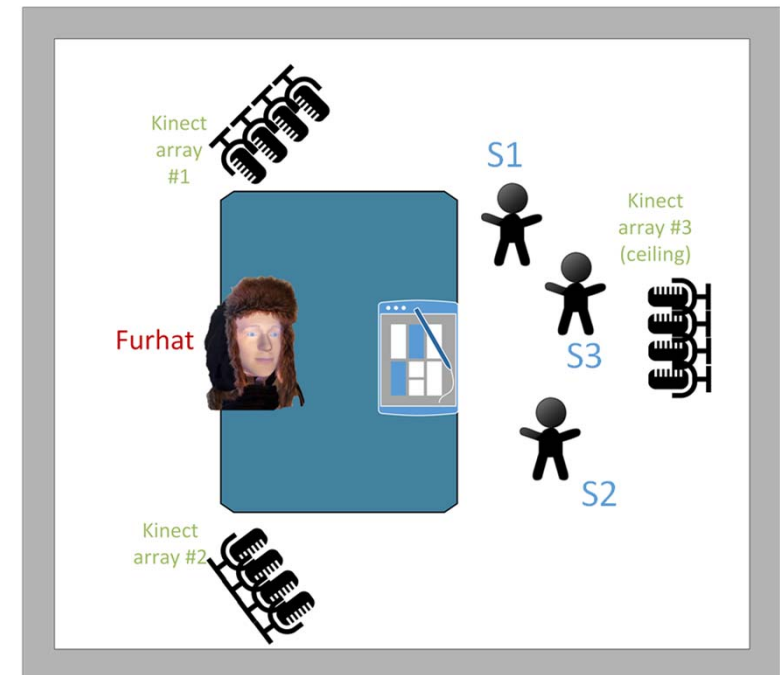 Kinect
array
#1
S1
Kinect
array #3
(ceiling)
Furhat
S3
S2
Kinect
array #2